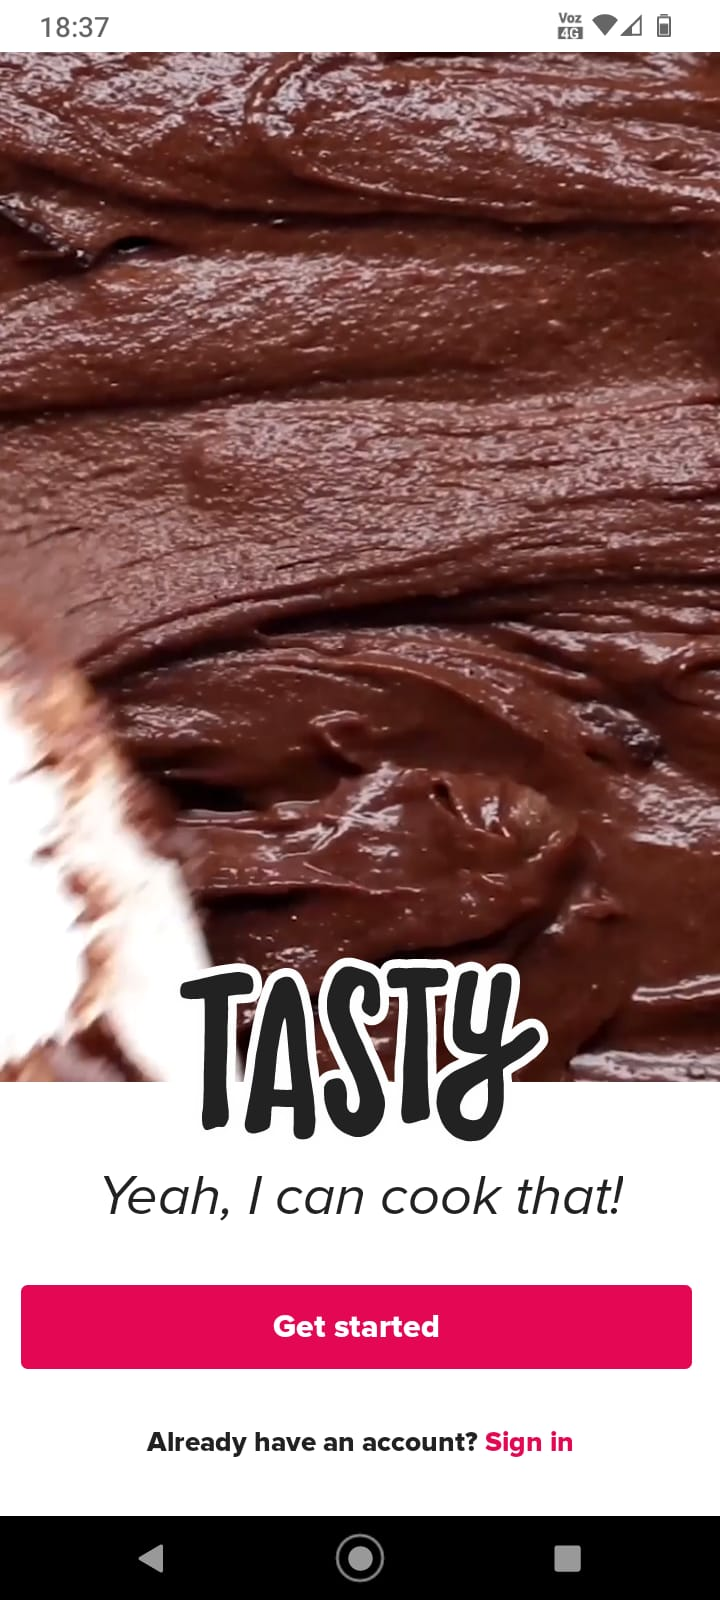 18:37
Voz
4G
TASTY
Yeah, I can cook that!
Get started
Already have an account? Sign in